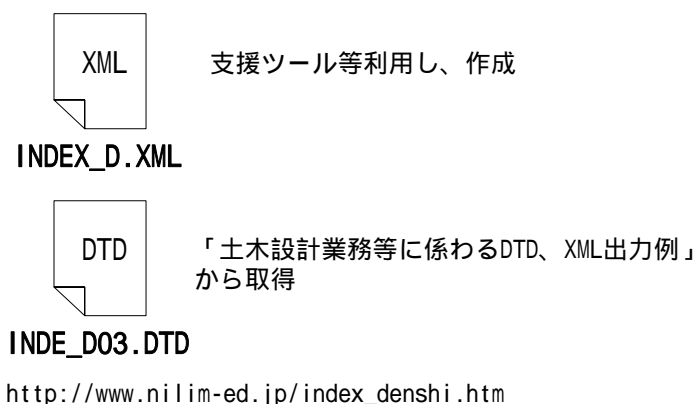 XML
支援ツール等利用し、作成
INDEX_D.XML
DTD
「土木設計業務等に係わるDTD、XML出力例」
から取得
INDE_D03.DTD
http://www.nilim-ed.jp/index_denshi.htm